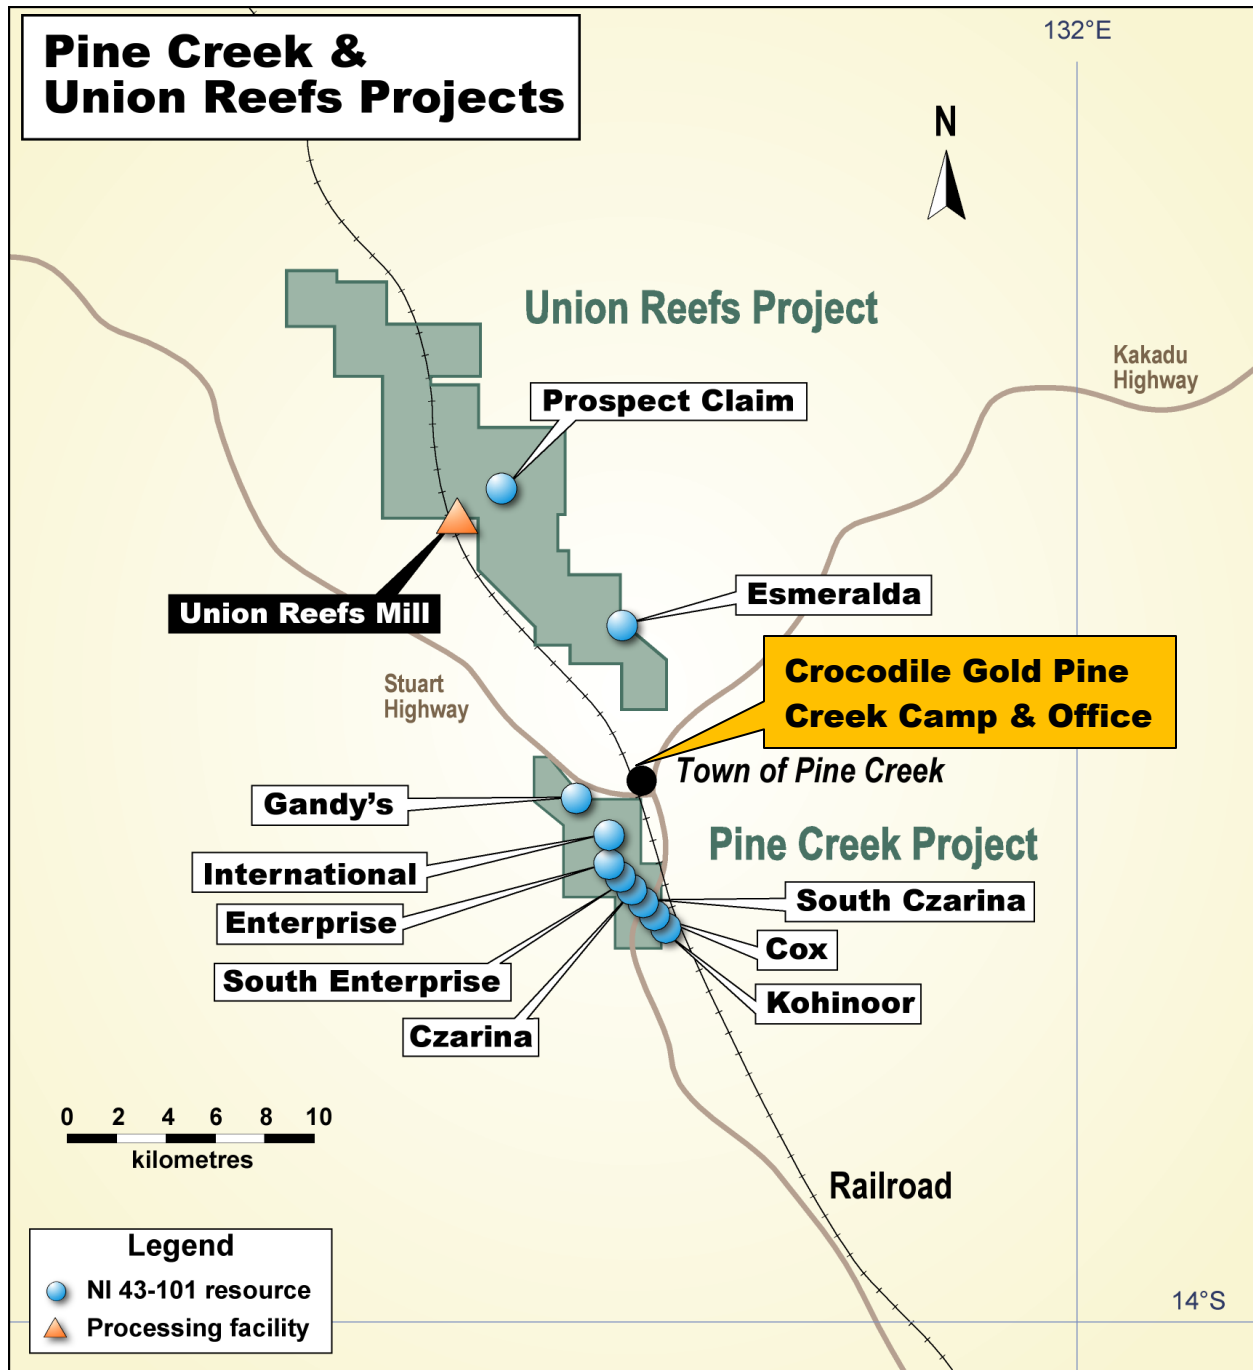 Pine Creek &
Union Reefs Projects
132°E
N
Union Reefs Project
Kakadu
Highway
Prospect Claim
Esmeralda
Union Reefs Mill
Crocodile Gold Pine
Creek Camp & Office
Stuart
Highway
Town of Pine Creek
Gandy's
Pine Creek Project
International
South Czarina
Enterprise
Cox
South Enterprise
Kohinoor
Czarina
0 2 4 6 8 10
kilometres
Railroad
Legend
NI 43-101 resource
Processing facility
14°S